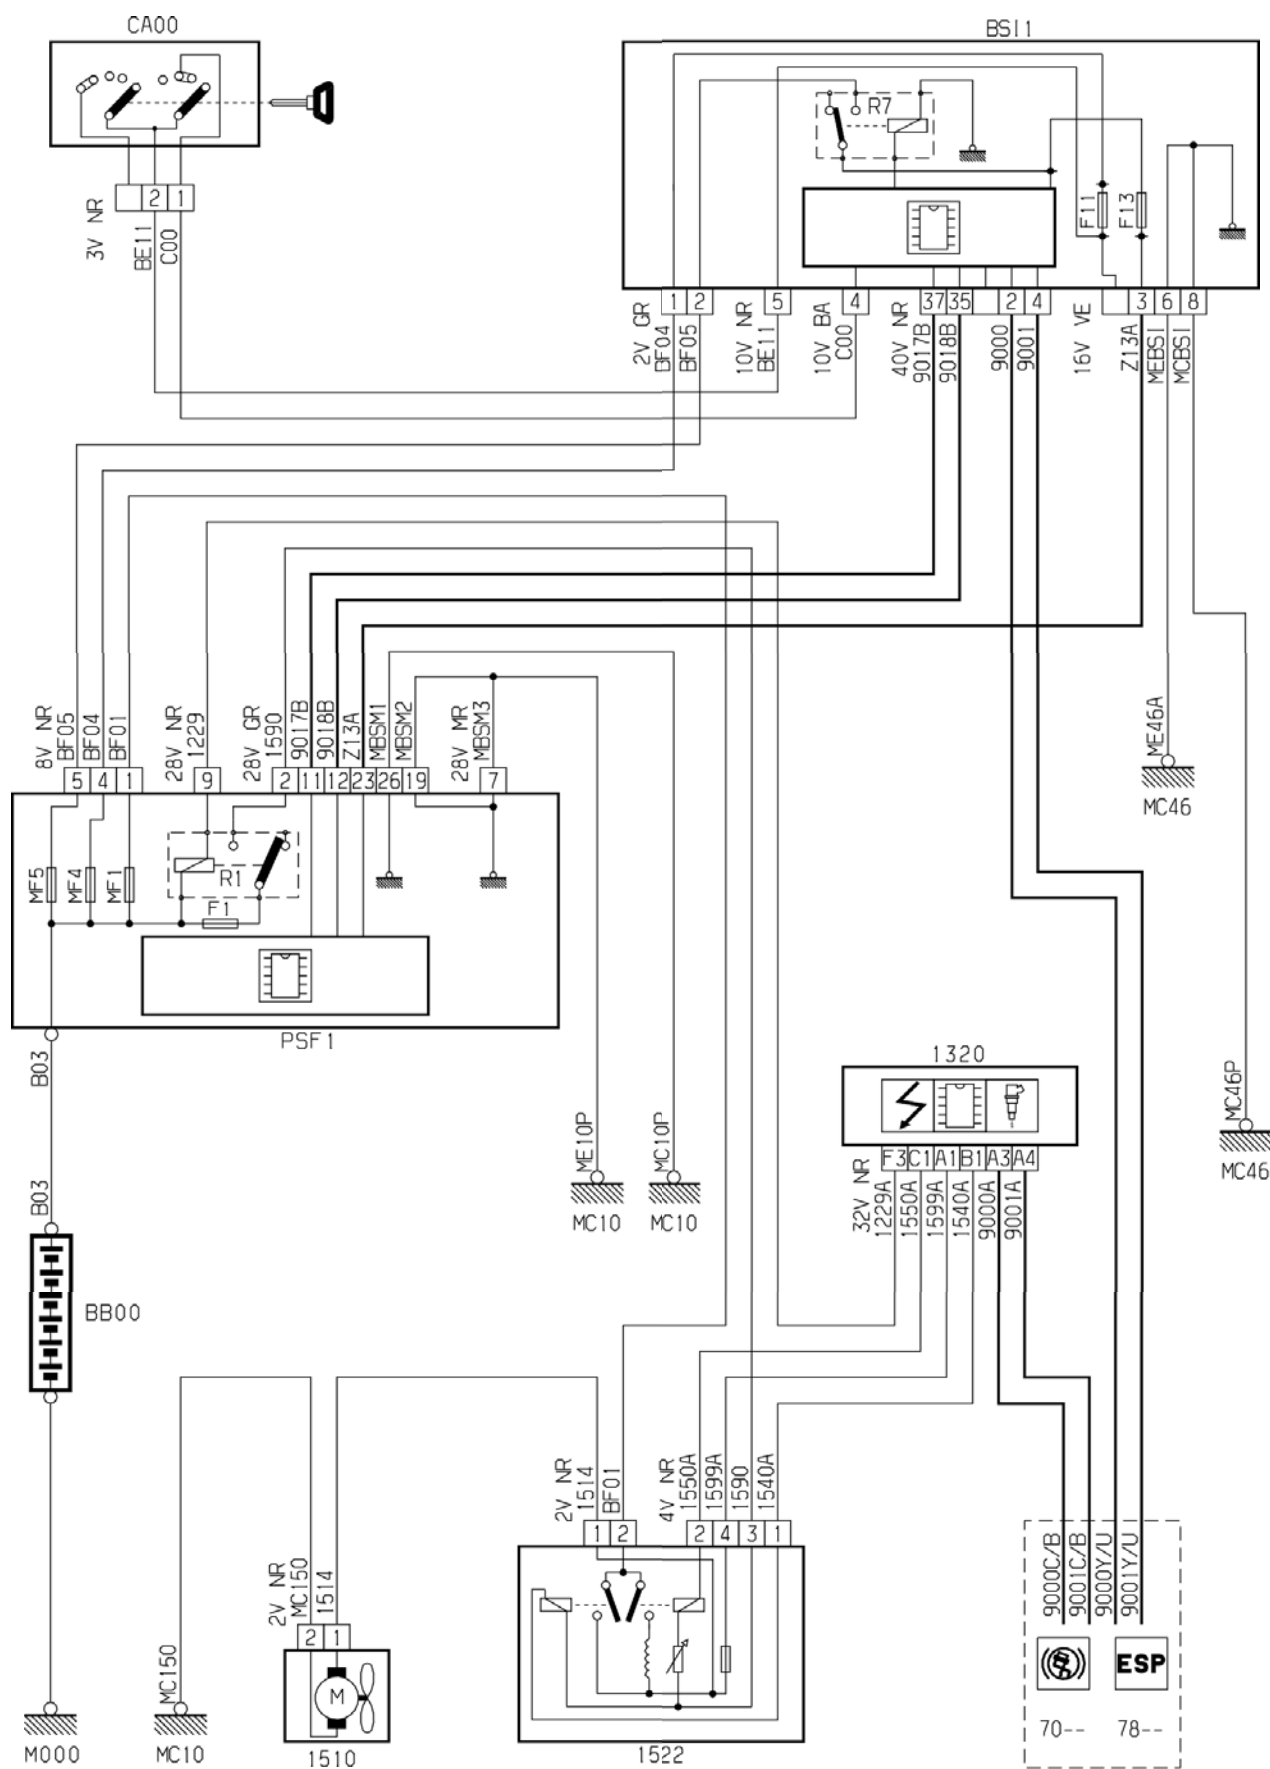 CA00
BSI1
R7
F11
F13
2
1
3V NR
BE11
C00
1
2
5
4
37
35
2
4
3
6
8
2V GR
BF04
BF05
10V NR
BE11
10V BA
C00
40V NR
9017B
9018B
9000
9001
16V VE
Z13A
MEBSI
MCBSI
8V NR
BF05
BF04
BF01
28V NR
1229
28V GR
1590
9017B
9018B
Z13A
MBSM1
MBSM2
28V MR
MBSM3
ME46A
MC46
5
4
1
9
2
11
12
23
26
19
7
MF5
MF4
MF1
R1
F1
PSF1
B03
1320
MC46P
MC46
ME10P
MC10
MC10P
MC10
F3
C1
A1
B1
A3
A4
32V NR
1229A
1550A
1599A
1540A
9000A
9001A
B03
BB00
2V NR
1514
BF01
4V NR
1550A
1599A
1590
1540A
1
2
2
4
3
1
2V NR
MC150
1514
2
1
9000C/B
9001C/B
9000Y/U
9001Y/U
M
ESP
MC150
70--
78--
M000
MC10
1510
1522